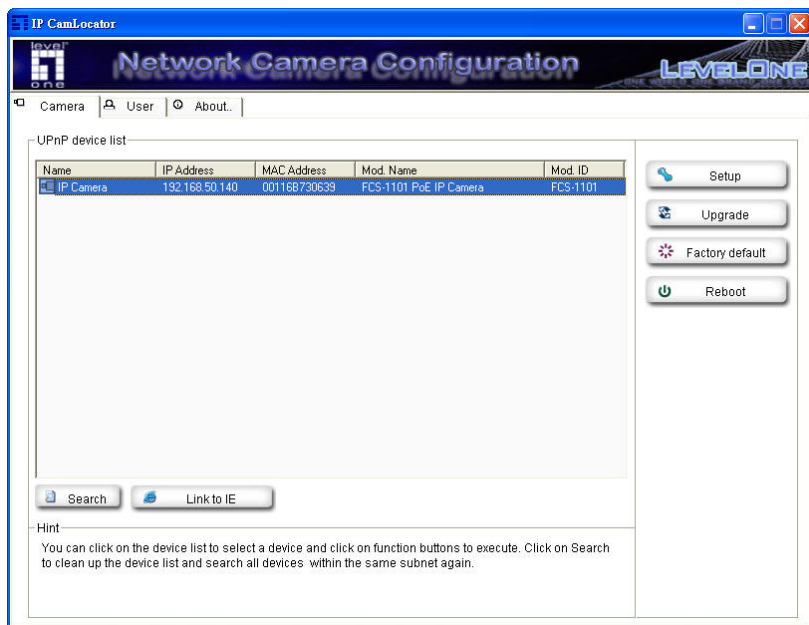 IP CamLocator
level
one
Network Camera Configuration
LEVELONE
Camera
User
About..
UPnP device list
Name IP Address MAC Address Mod. Name Mod. ID
IP Camera 192.168.50.140 00116B730639 FCS-1101 PoE IP Camera FCS-1101
Setup
Upgrade
Factory default
Reboot
Search
Link to IE
Hint
You can click on the device list to select a device and click on function buttons to execute. Click on Search
to clean up the device list and search all devices within the same subnet again.